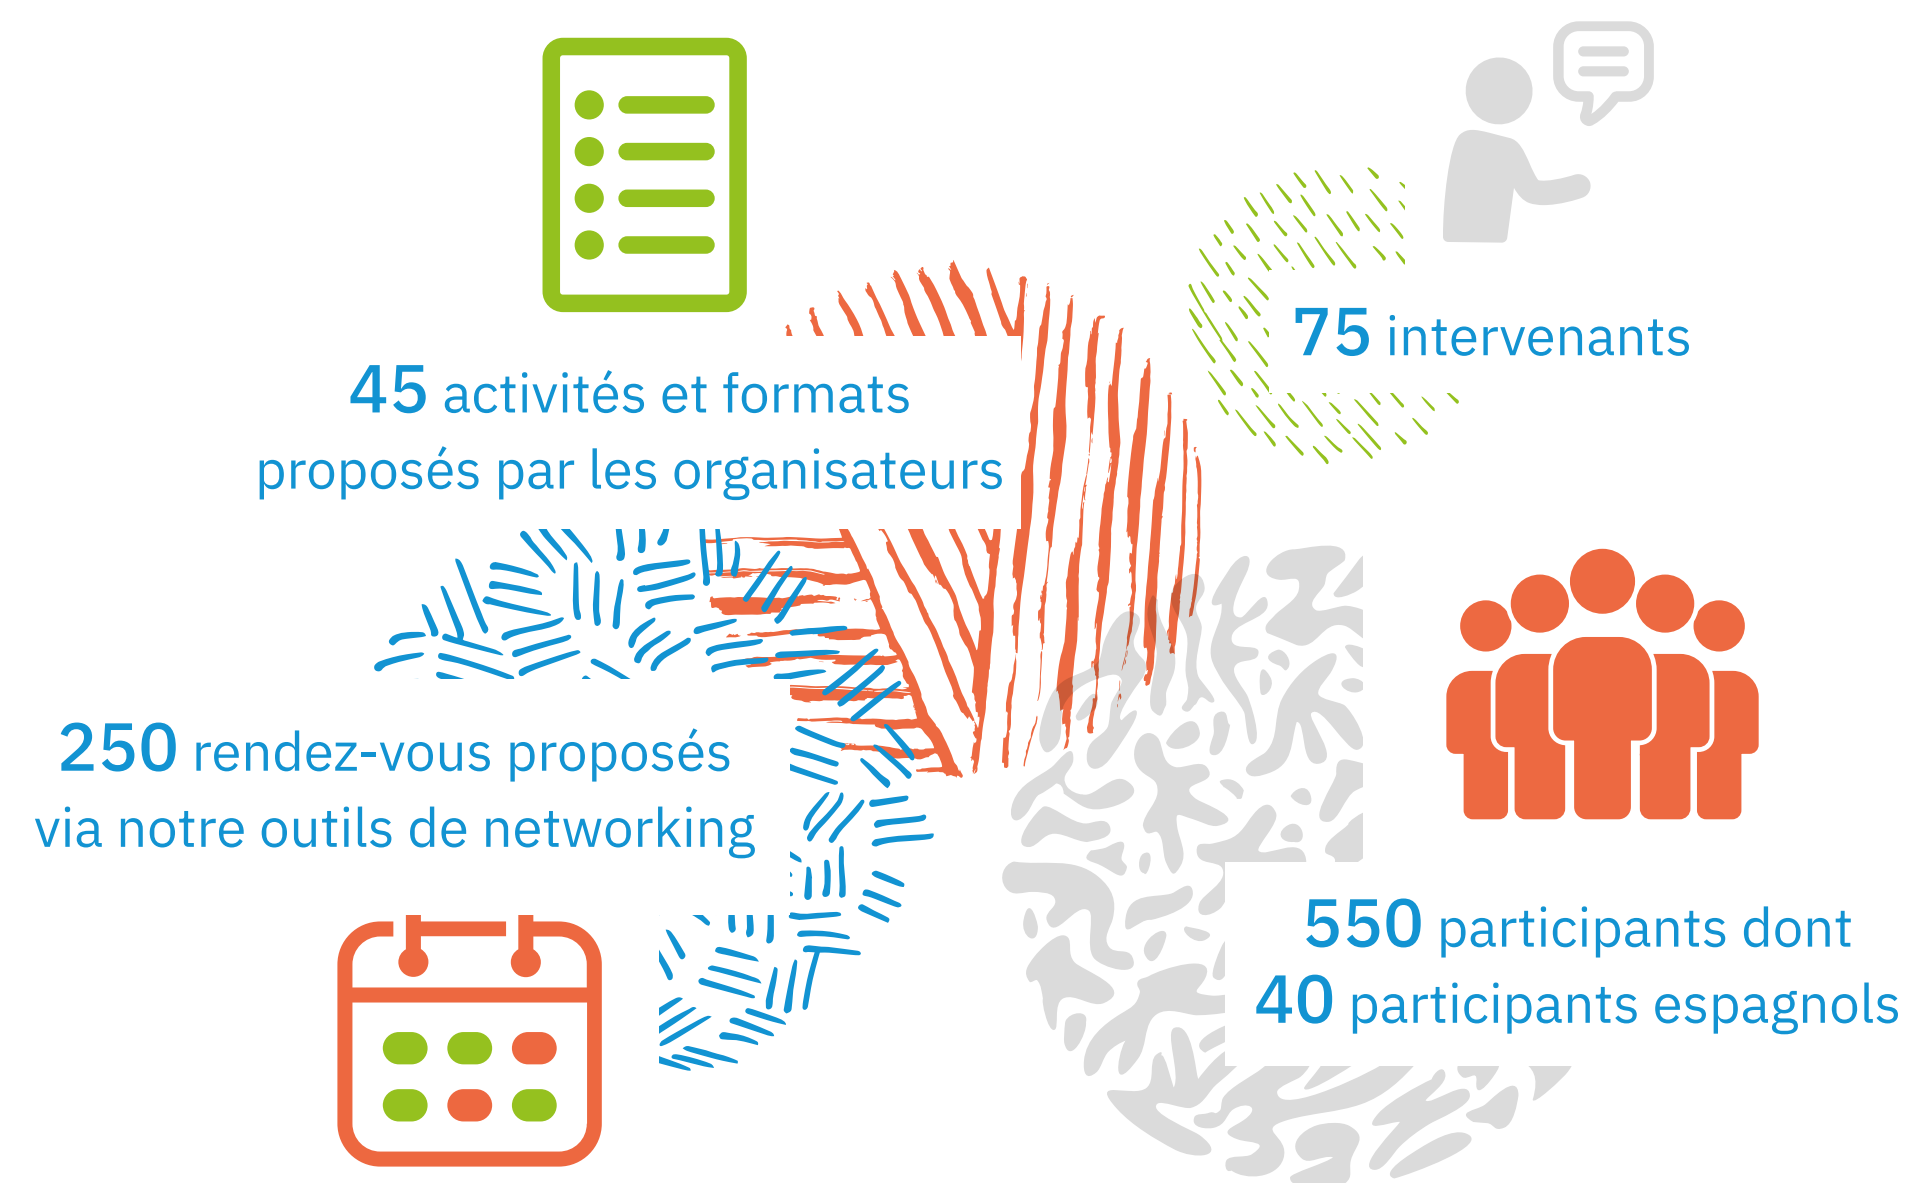 75 intervenants
45 activités et formats
proposés par les organisateurs
250 rendez-vous proposés
via notre outils de networking
550 participants dont
40 participants espagnols